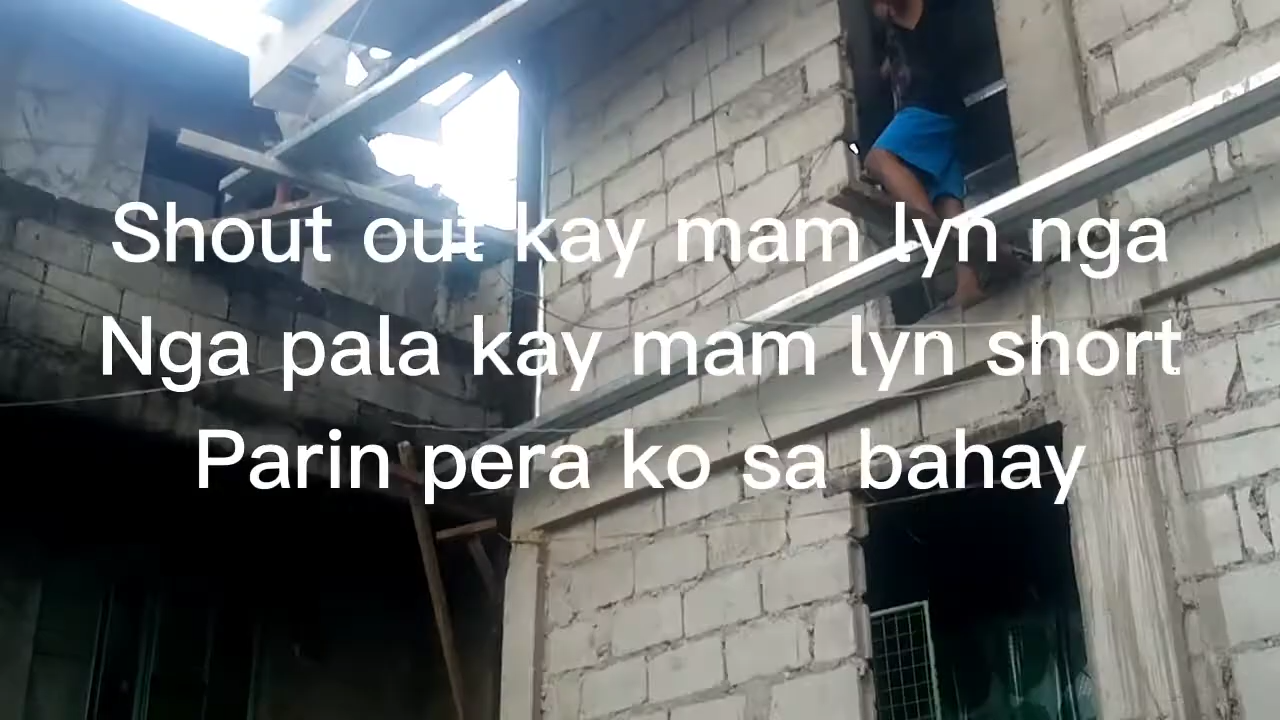 Shout out kay mam lyn nga
Nga pala kay mam lyn short
Parin pera ko sa bahay